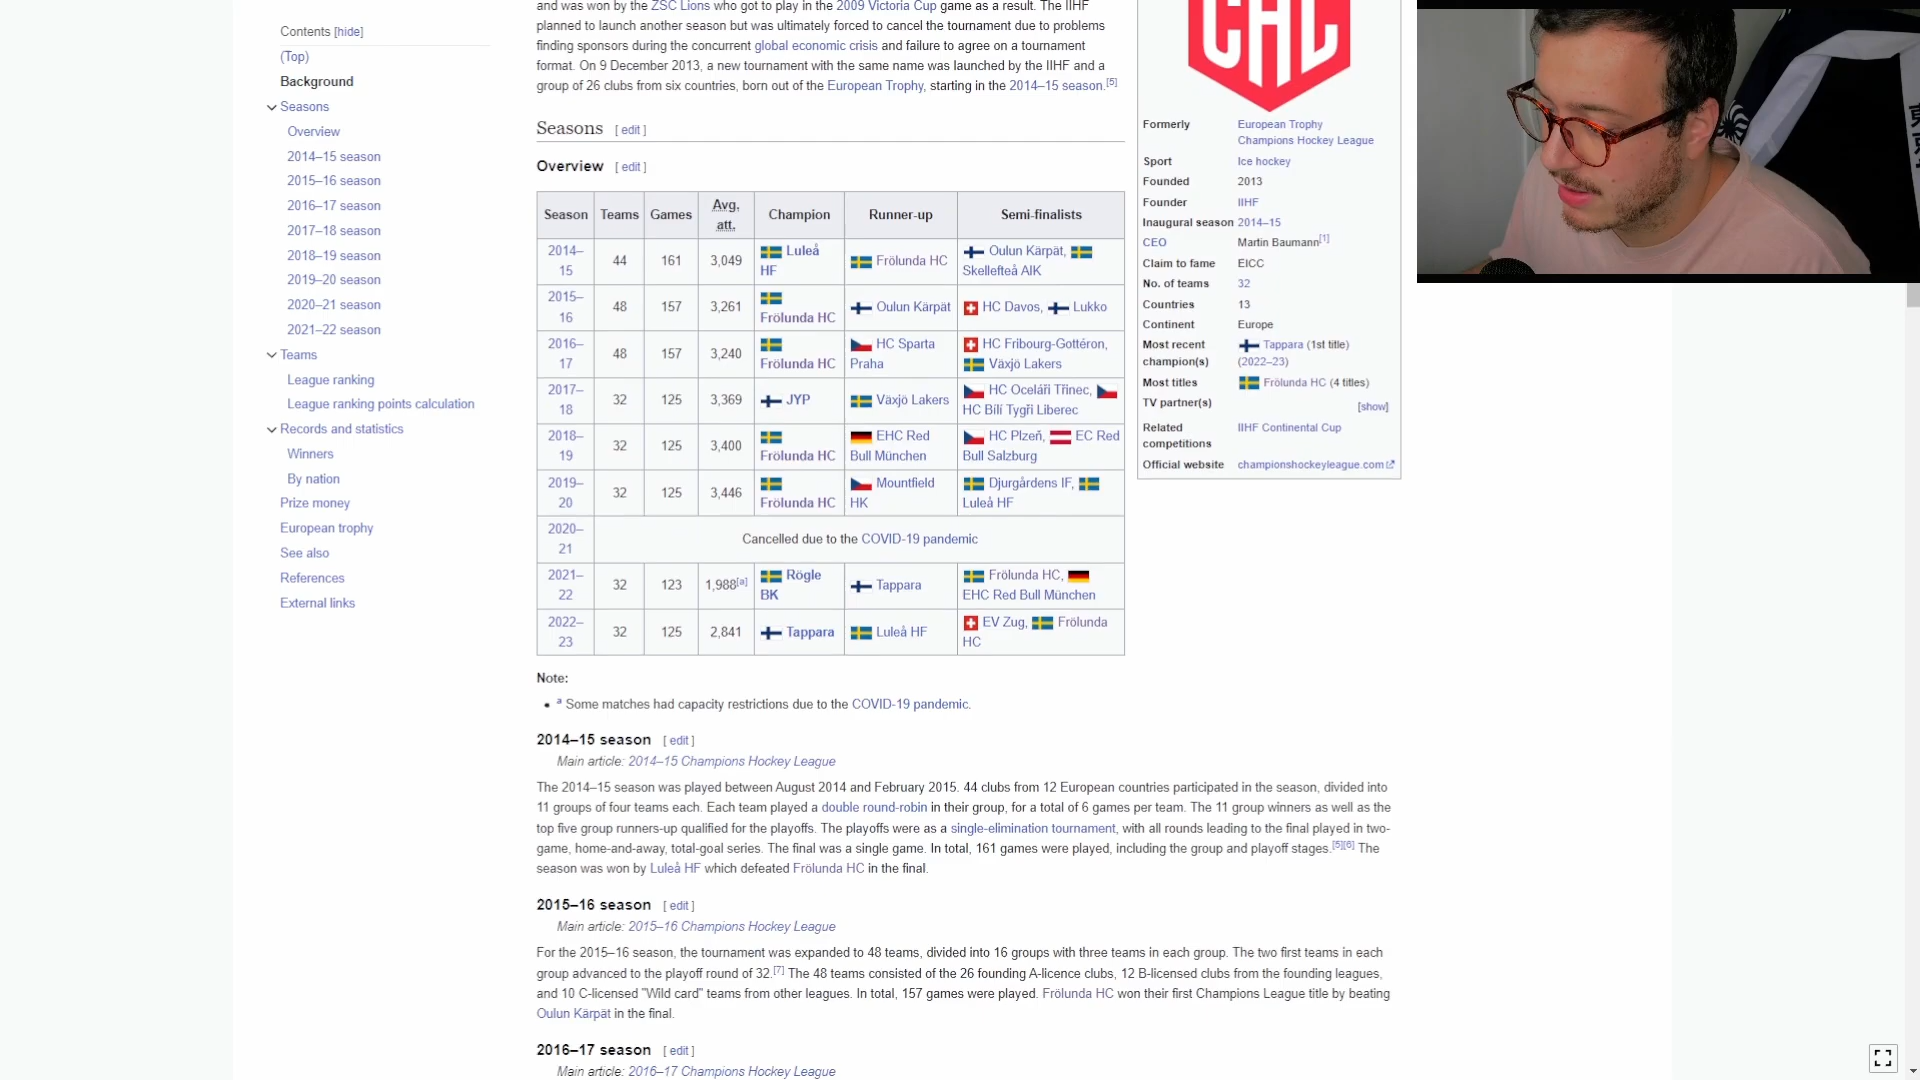 Contents [hide]
(Top)
Background
Seasons
Overview
2014–15 season
2015–16 season
2016–17 season
2017–18 season
2018–19 season
2019–20 season
2020–21 season
2021–22 season
Teams
League ranking
League ranking points calculation
Records and statistics
Winners
By nation
Prize money
European trophy
See also
References
External links
and was won by the ZSC Lions who got to play in the 2009 Victoria Cup game as a result. The IIHF
planned to launch another season but was ultimately forced to cancel the tournament due to problems
finding sponsors during the concurrent global economic crisis and failure to agree on a tournament
format. On 9 December 2013, a new tournament with the same name was launched by the IIHF and a
group of 26 clubs from six countries, born out of the European Trophy, starting in the 2014–15 season.[5]
Seasons [ edit ]
Overview [ edit ]
Season Teams Games Avg. att. Champion Runner-up Semi-finalists
2014–15 44 161 3,049 Luleå HF Frölunda HC Oulun Kärpät, Skellefteå AIK
2015–16 48 157 3,261 Frölunda HC Oulun Kärpät HC Davos, Lukko
2016–17 48 157 3,240 Frölunda HC HC Sparta Praha HC Fribourg-Gottéron, Växjö Lakers
2017–18 32 125 3,369 JYP Växjö Lakers HC Oceláři Třinec, HC Bílí Tygři Liberec
2018–19 32 125 3,400 Frölunda HC EHC Red Bull München HC Plzeň, EC Red Bull Salzburg
2019–20 32 125 3,446 Frölunda HC Mountfield HK Djurgårdens IF, Luleå HF
2020–21 Cancelled due to the COVID-19 pandemic
2021–22 32 123 1,988[a] Rögle BK Tappara Frölunda HC, EHC Red Bull München
2022–23 32 125 2,841 Tappara Luleå HF EV Zug, Frölunda HC
Note:
• a Some matches had capacity restrictions due to the COVID-19 pandemic.
2014–15 season [ edit ]
Main article: 2014–15 Champions Hockey League
The 2014–15 season was played between August 2014 and February 2015. 44 clubs from 12 European countries participated in the season, divided into
11 groups of four teams each. Each team played a double round-robin in their group, for a total of 6 games per team. The 11 group winners as well as the
top five group runners-up qualified for the playoffs. The playoffs were as a single-elimination tournament, with all rounds leading to the final played in two-
game, home-and-away, total-goal series. The final was a single game. In total, 161 games were played, including the group and playoff stages.[5][6] The
season was won by Luleå HF which defeated Frölunda HC in the final.
2015–16 season [ edit ]
Main article: 2015–16 Champions Hockey League
For the 2015–16 season, the tournament was expanded to 48 teams, divided into 16 groups with three teams in each group. The two first teams in each
group advanced to the playoff round of 32.[7] The 48 teams consisted of the 26 founding A-licence clubs, 12 B-licensed clubs from the founding leagues,
and 10 C-licensed "Wild card" teams from other leagues. In total, 157 games were played. Frölunda HC won their first Champions League title by beating
Oulun Kärpät in the final.
2016–17 season [ edit ]
Main article: 2016–17 Champions Hockey League
CHL
Formerly European Trophy
Champions Hockey League
Sport Ice hockey
Founded 2013
Founder IIHF
Inaugural season 2014–15
CEO Martin Baumann[1]
Claim to fame EICC
No. of teams 32
Countries 13
Continent Europe
Most recent champion(s) Tappara (1st title) (2022–23)
Most titles Frölunda HC (4 titles)
TV partner(s) [show]
Related competitions IIHF Continental Cup
Official website championshockeyleague.com